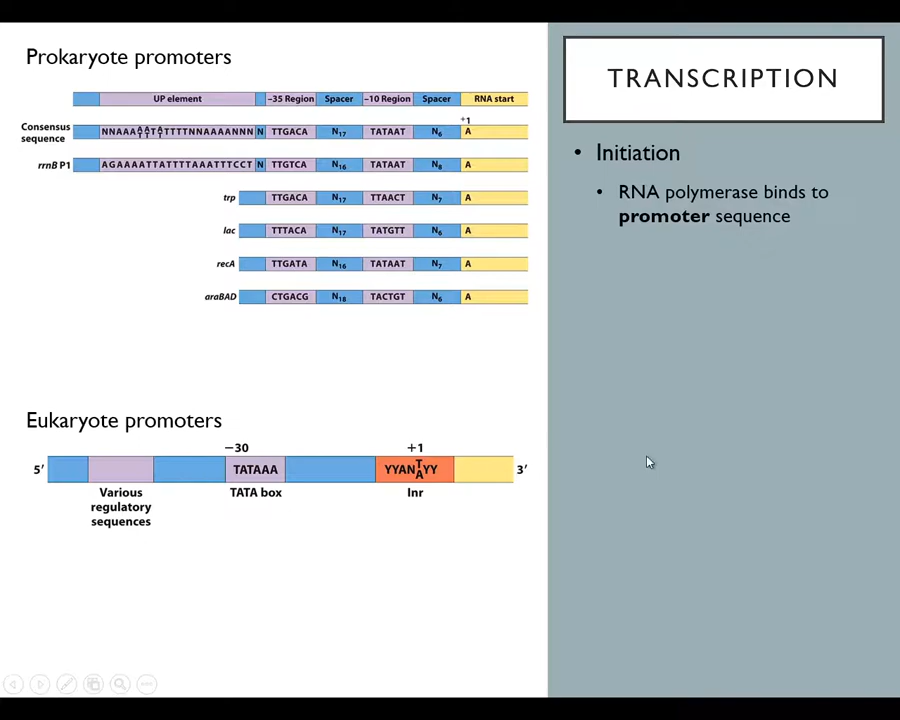 Prokaryote promoters
UP element –35 Region Spacer –10 Region Spacer RNA start
+1
Consensus sequence NNAAAAATATTTTNNAAAANNN N TTGACA N17 TATAAT N6 A
TT T
rrnB P1 AGAAAATTATTTTAAATTTCCT N TTGTCA N16 TATAAT N8 A
trp TTGACA N17 TTAACT N7 A
lac TTTACA N17 TATGTT N6 A
recA TTGATA N16 TATAAT N7 A
araBAD CTGACG N18 TACTGT N6 A
Eukaryote promoters
–30 +1
5′ TATAAA YYANTYY 3′
A
Various TATA box Inr
regulatory
sequences
TRANSCRIPTION
• Initiation
• RNA polymerase binds to
promoter sequence